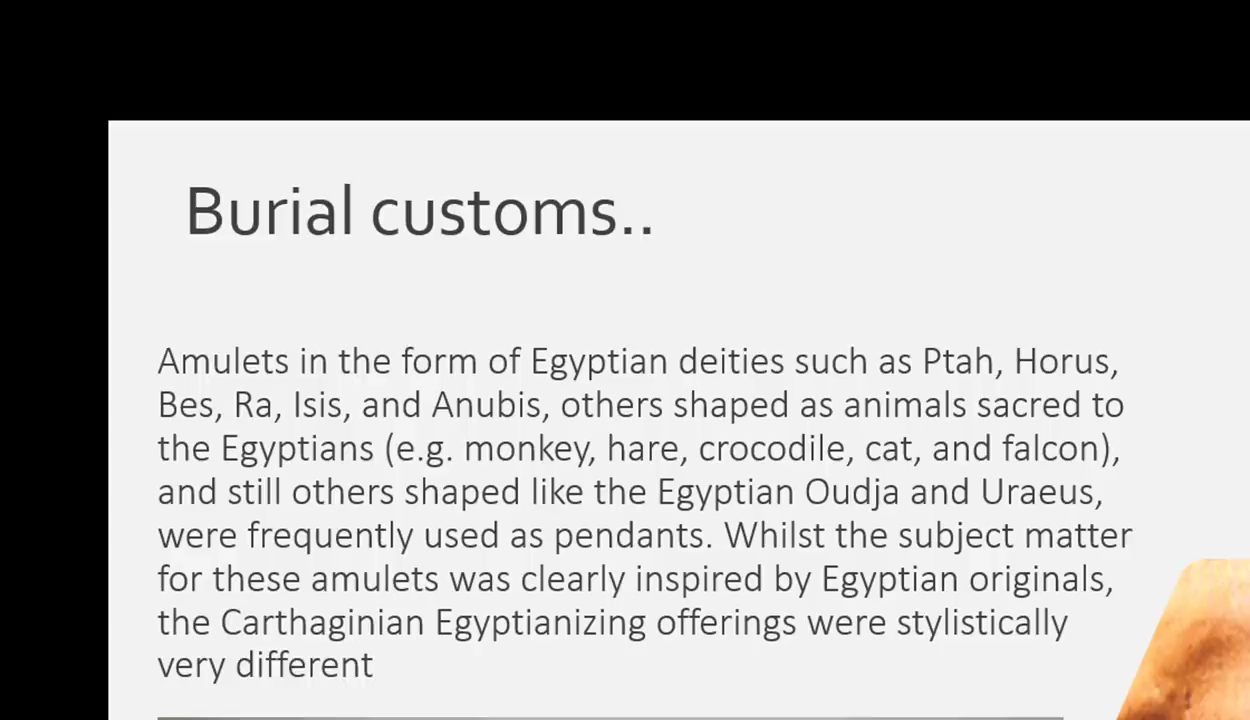 Burial customs..
Amulets in the form of Egyptian deities such as Ptah, Horus,
Bes, Ra, Isis, and Anubis, others shaped as animals sacred to
the Egyptians (e.g. monkey, hare, crocodile, cat, and falcon),
and still others shaped like the Egyptian Oudja and Uraeus,
were frequently used as pendants. Whilst the subject matter
for these amulets was clearly inspired by Egyptian originals,
the Carthaginian Egyptianizing offerings were stylistically
very different